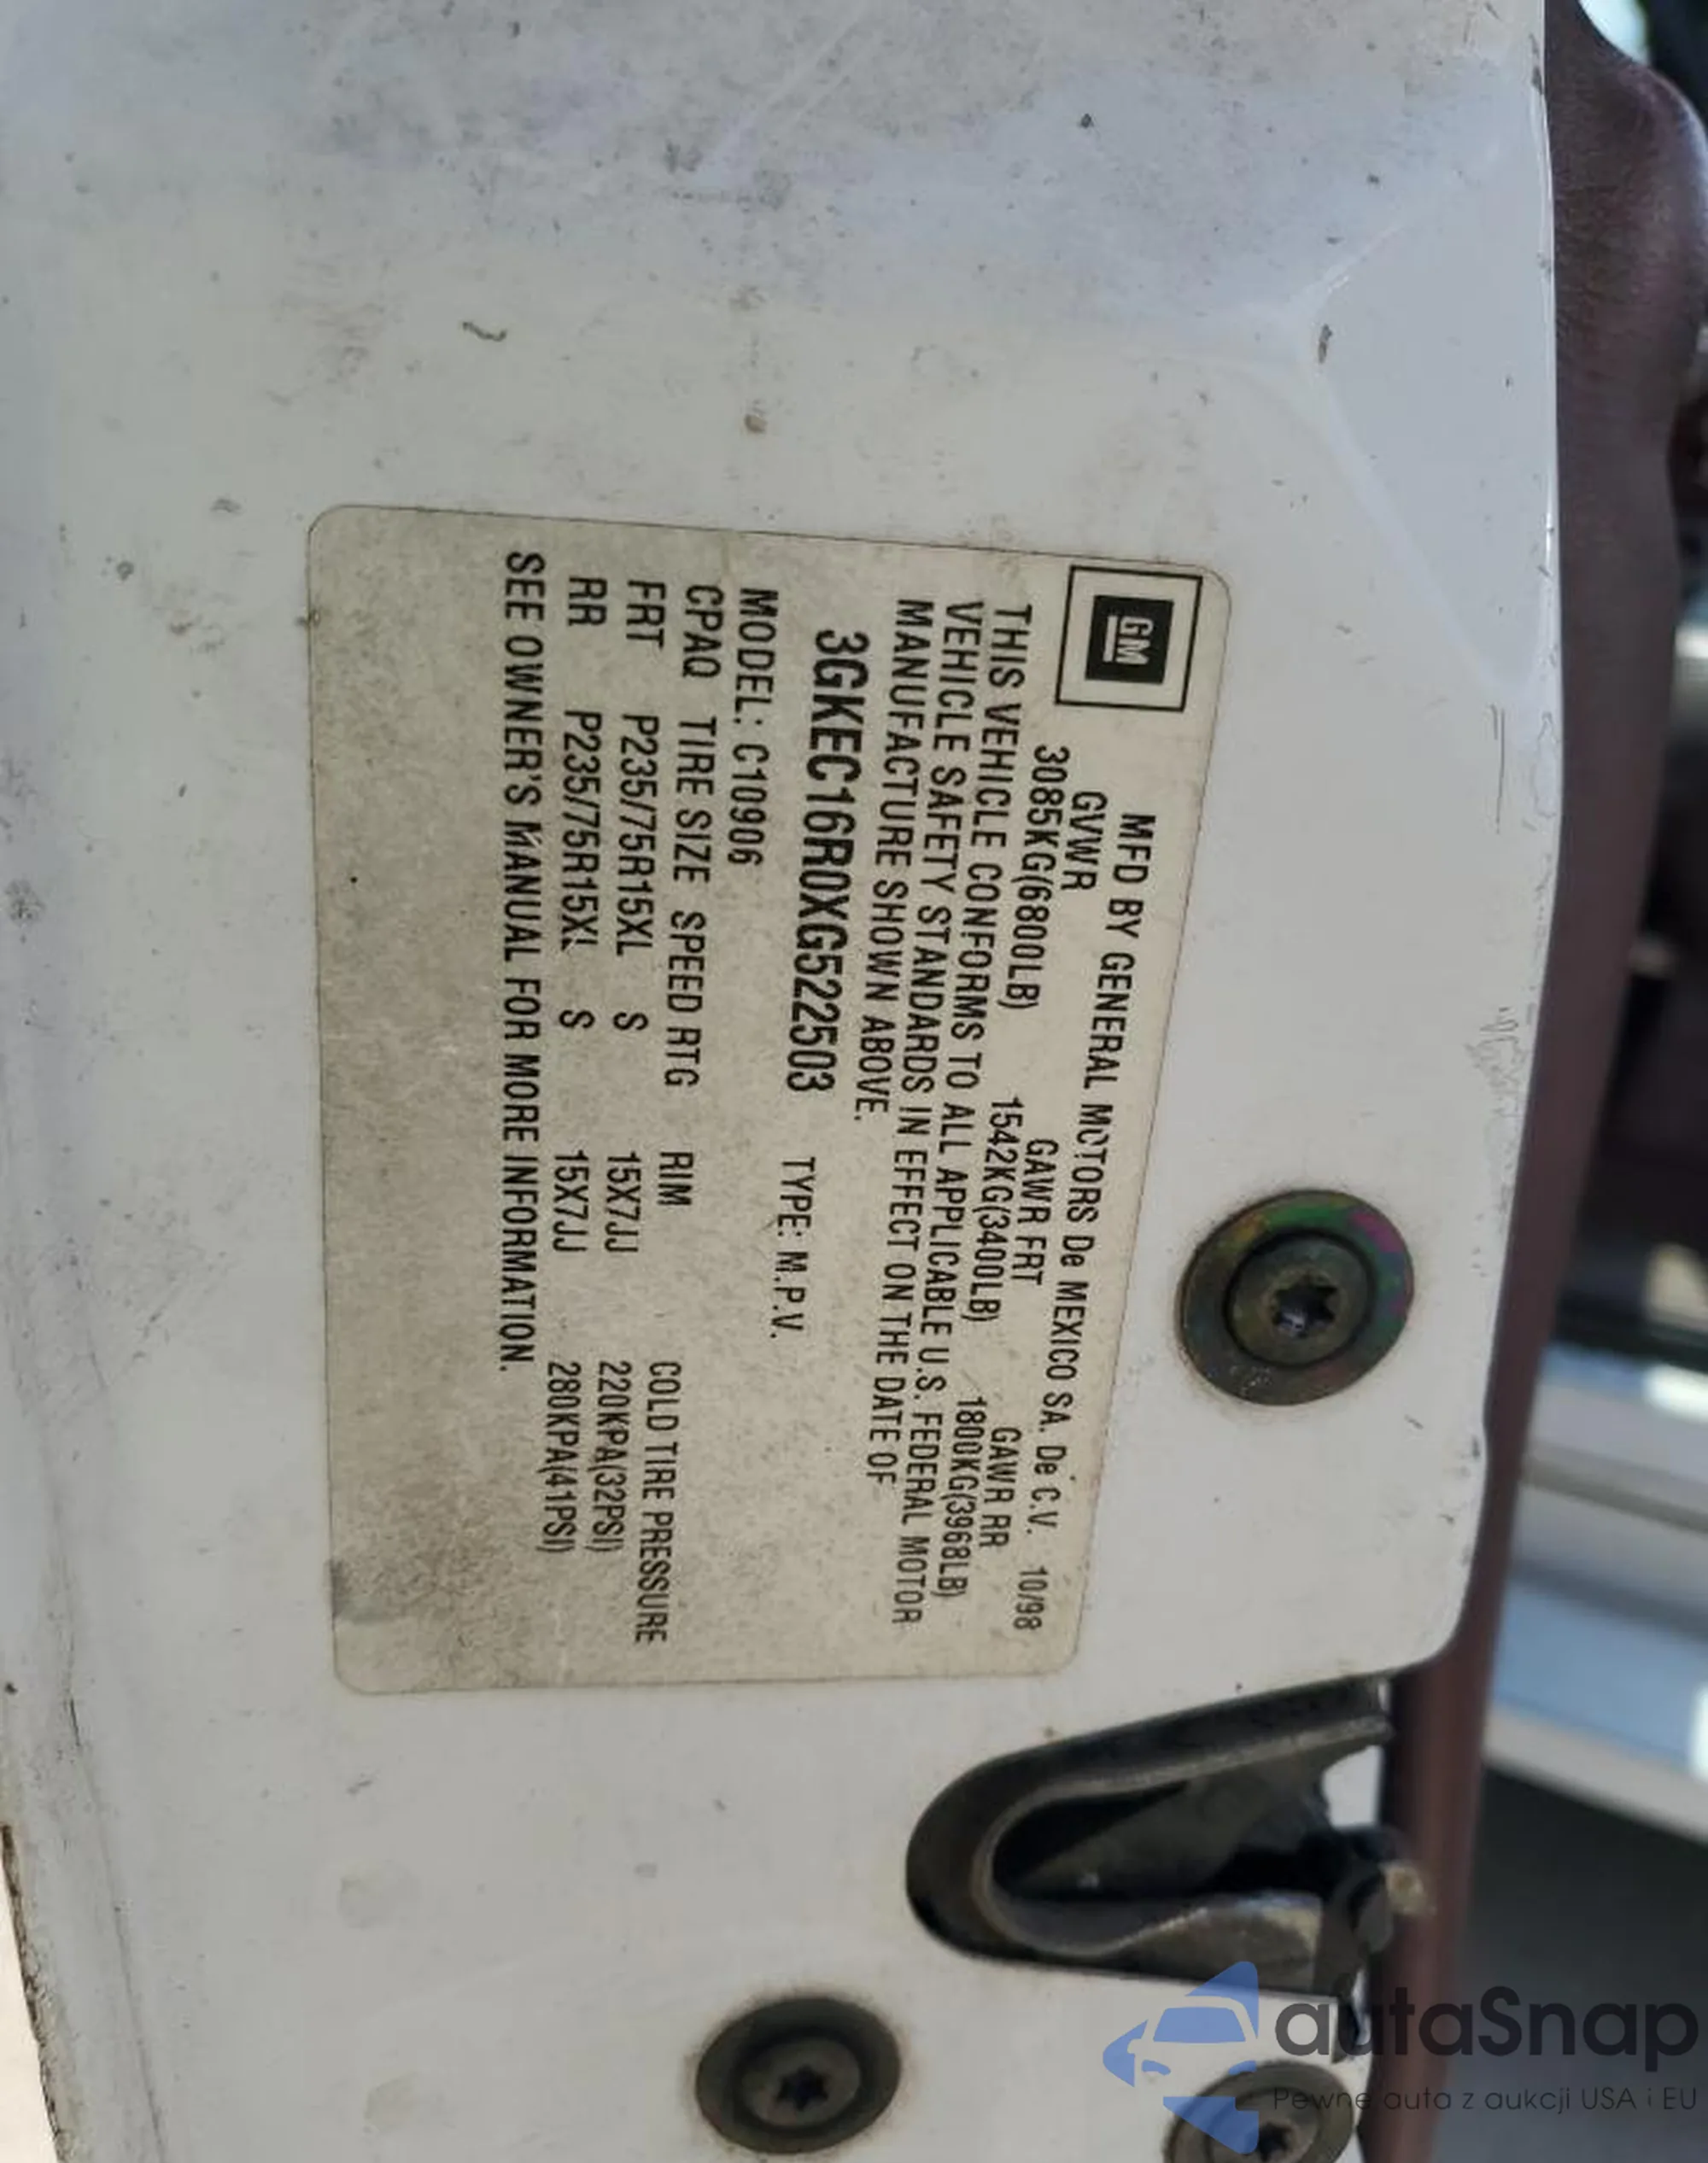 GM
MFD BY GENERAL MOTORS De MEXICO SA. De C.V. 10/98
GVWR GAWR FRT GAWR RR
3085KG(6800LB) 1542KG(3400LB) 1800KG(3968LB)
THIS VEHICLE CONFORMS TO ALL APPLICABLE U.S. FEDERAL MOTOR
VEHICLE SAFETY STANDARDS IN EFFECT ON THE DATE OF
MANUFACTURE SHOWN ABOVE.
3GKEC16R0XG522503 TYPE: M.P.V.
MODEL: C10906
CPAQ TIRE SIZE SPEED RTG RIM COLD TIRE PRESSURE
FRT P235/75R15XL S 15X7JJ 220KPA(32PSI)
RR P235/75R15XL S 15X7JJ 280KPA(41PSI)
SEE OWNER'S MANUAL FOR MORE INFORMATION.
autaSnap
Pewne auta z aukcji USA i EU